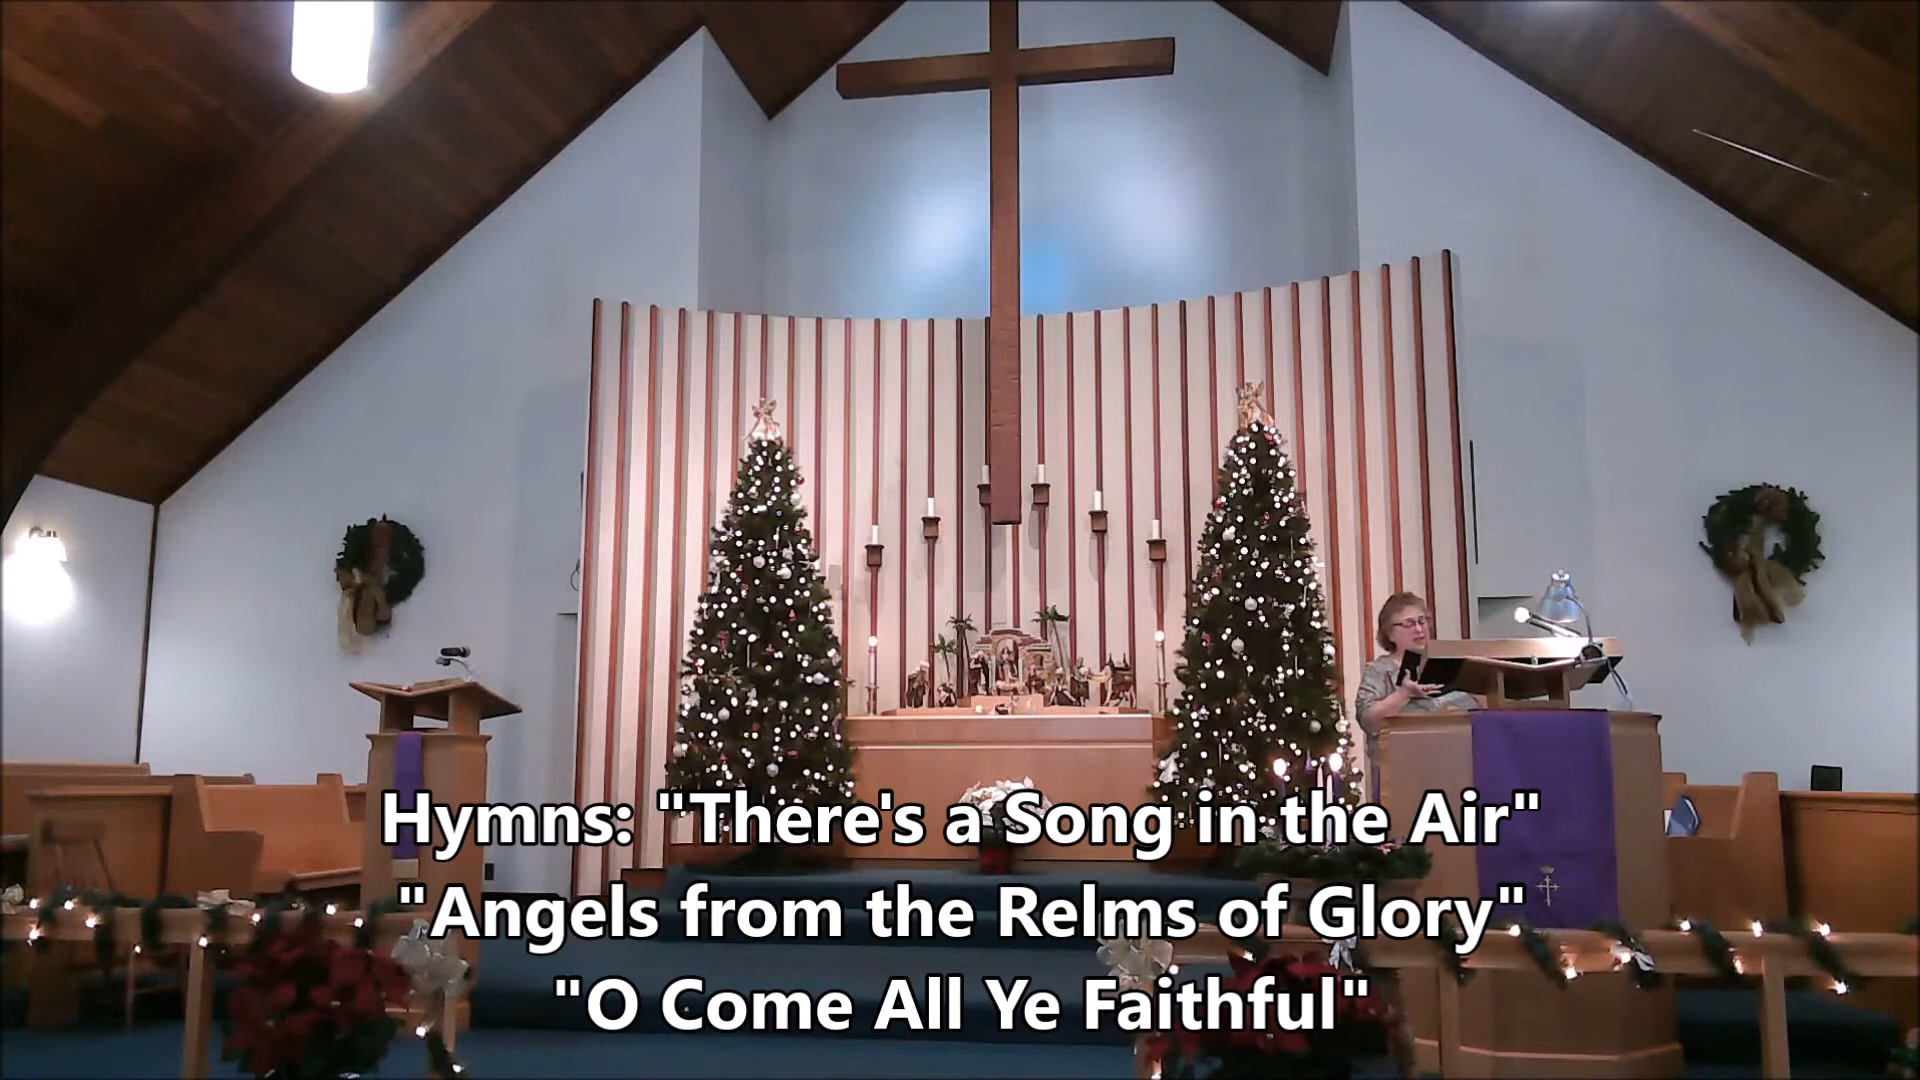 Hymns: "There's a Song in the Air"
"Angels from the Relms of Glory"
"O Come All Ye Faithful"